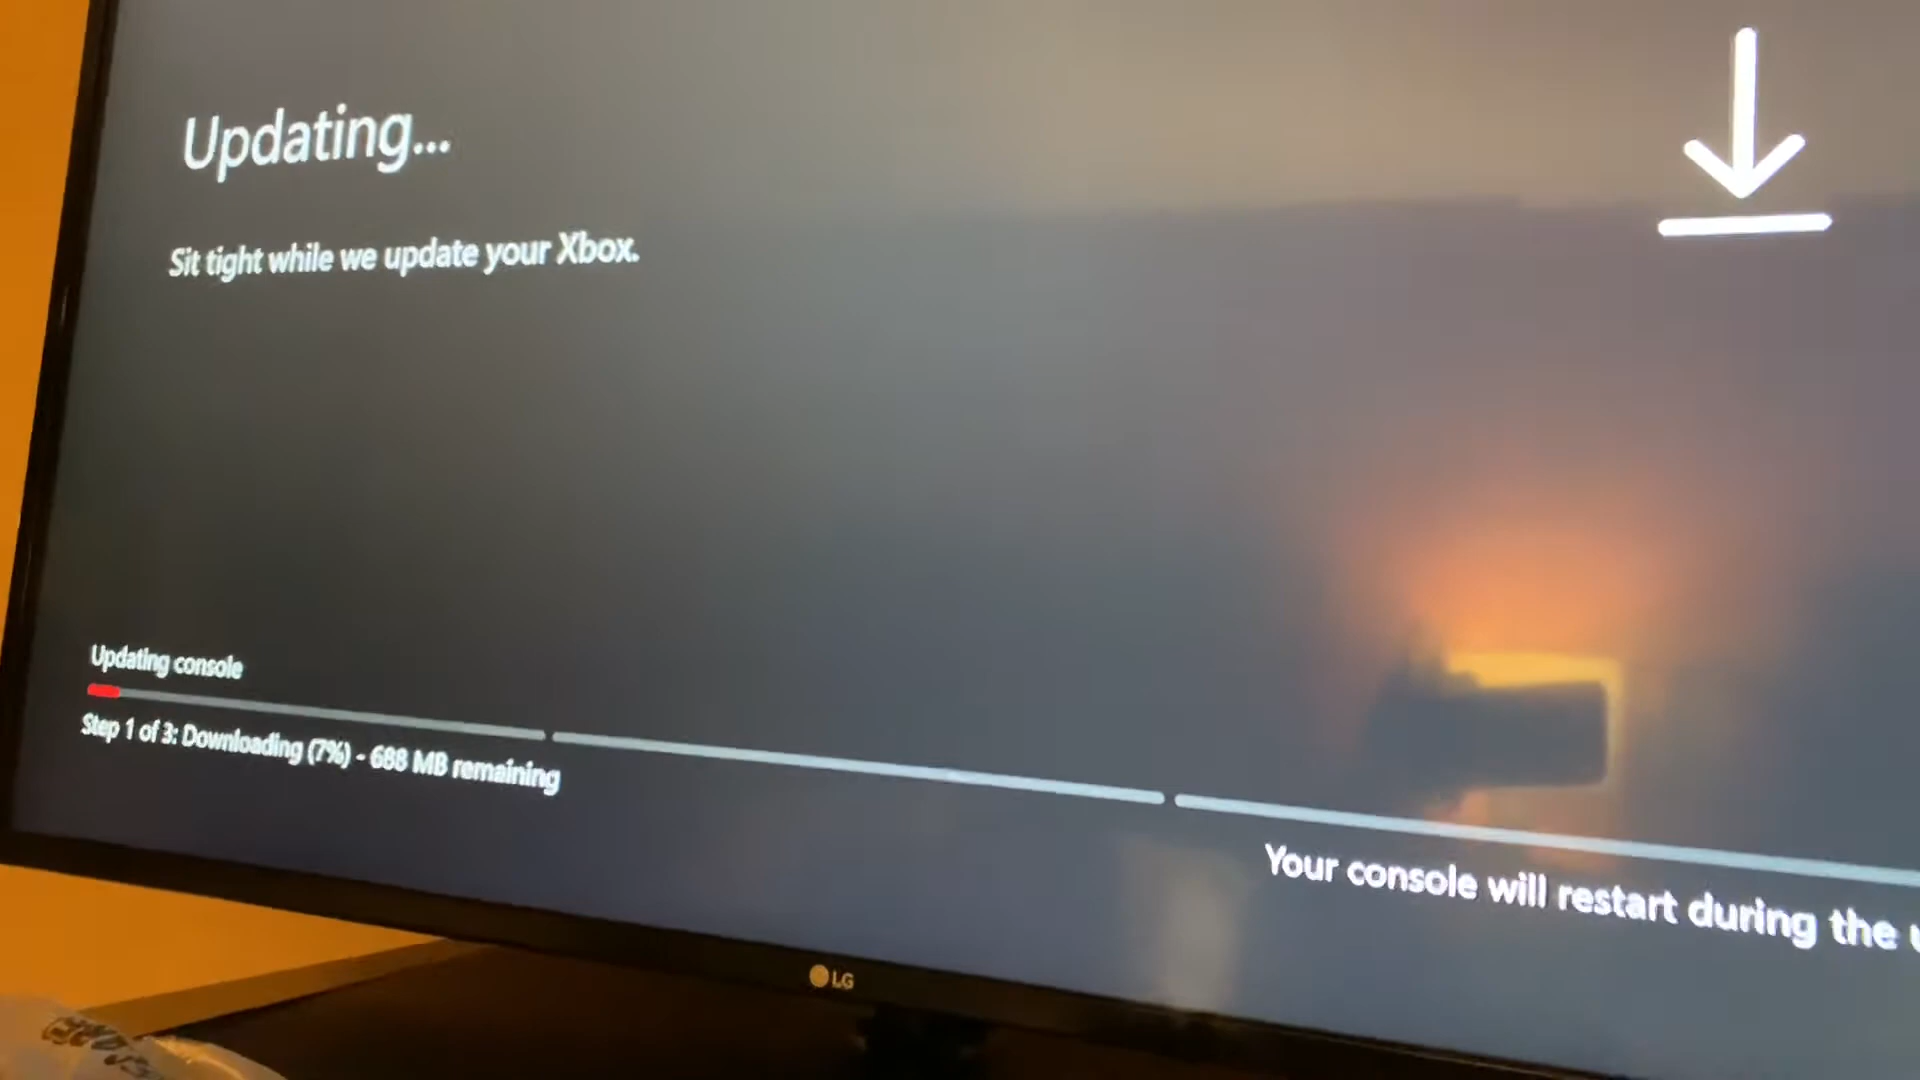 Updating...
Sit tight while we update your Xbox.
Updating console
Step 1 of 3: Downloading (7%) - 688 MB remaining
Your console will restart during the
LG